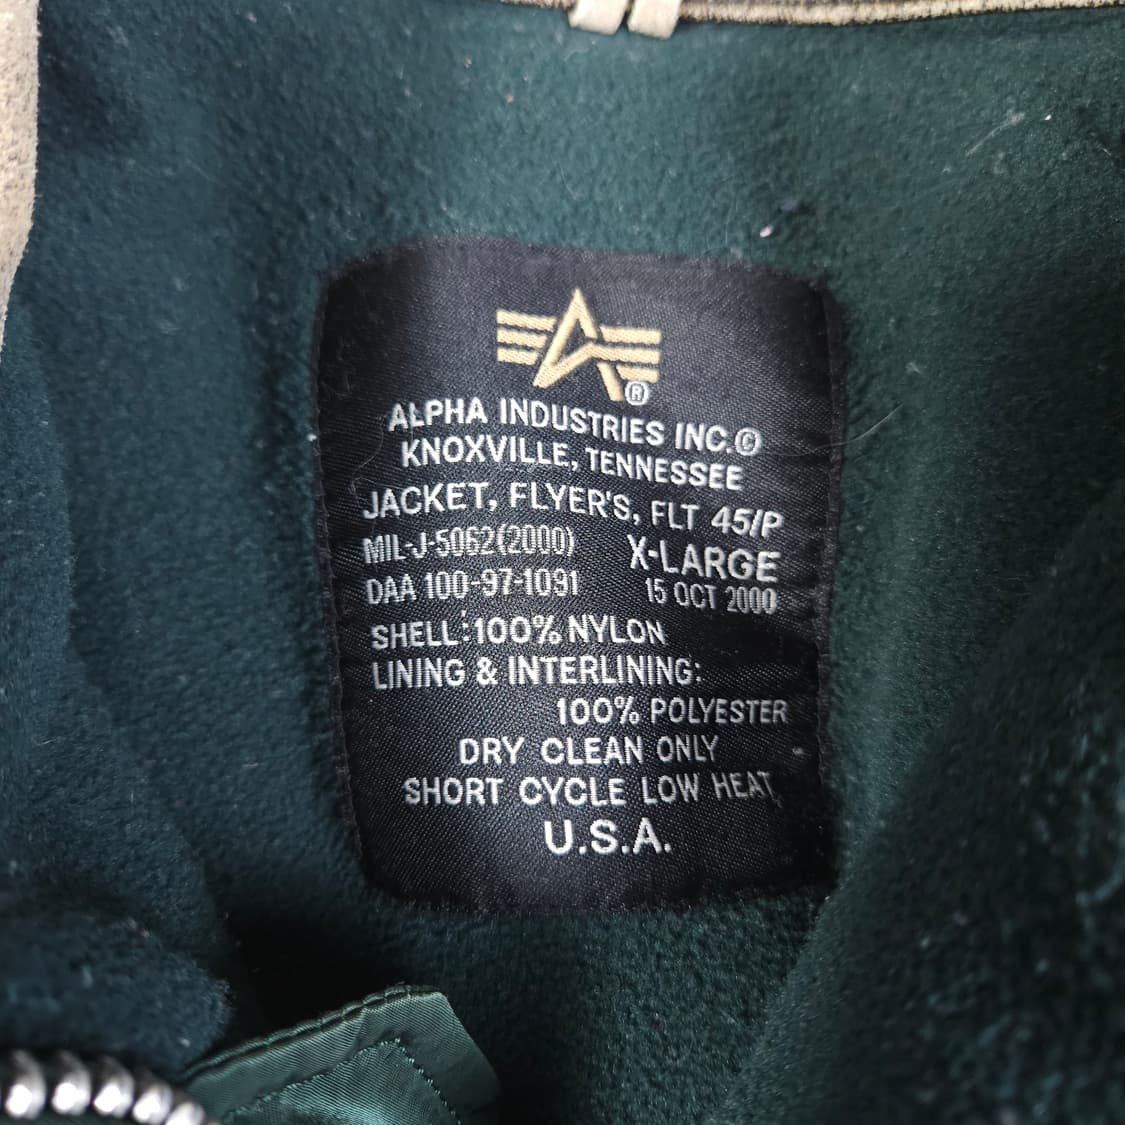 ®
ALPHA INDUSTRIES INC.©
KNOXVILLE, TENNESSEE
JACKET, FLYER'S, FLT 45/P
MIL-J-5062(2000) X-LARGE
DAA 100-97-1091 15 OCT 2000
SHELL:100% NYLON
LINING & INTERLINING:
100% POLYESTER
DRY CLEAN ONLY
SHORT CYCLE LOW HEAT,
U.S.A.